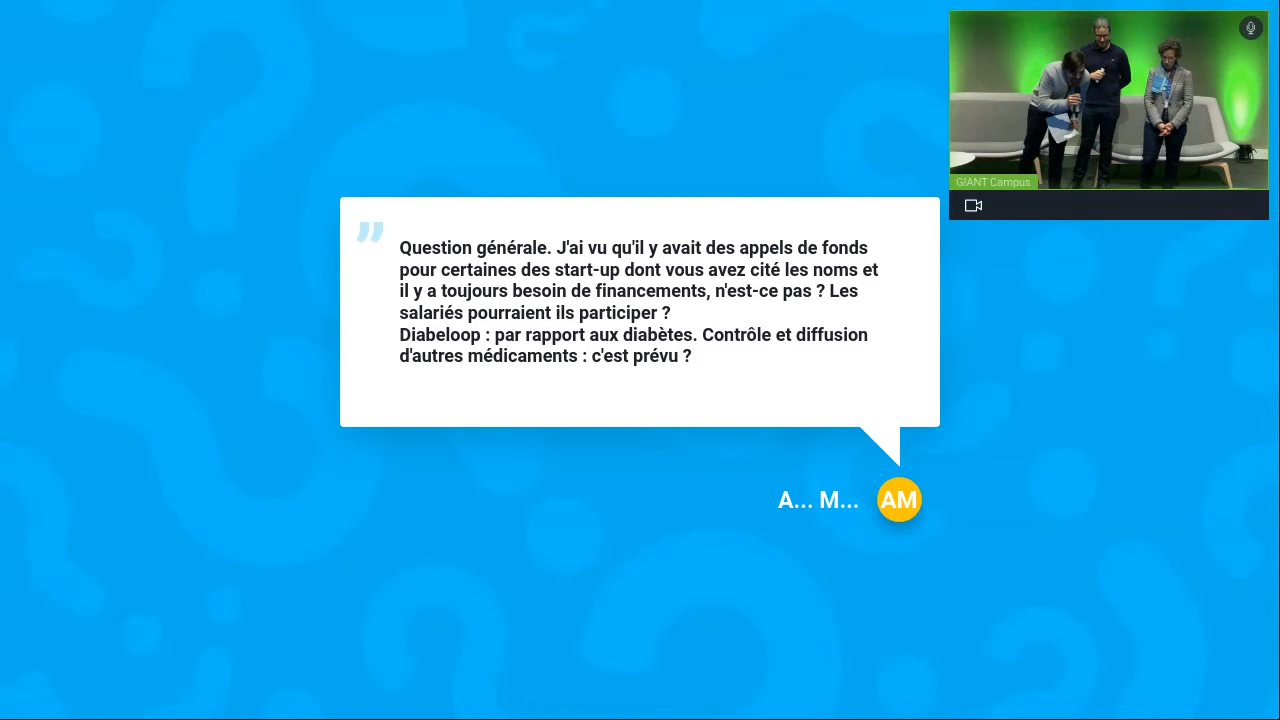 GIANT Campus
Question générale. J'ai vu qu'il y avait des appels de fonds
pour certaines des start-up dont vous avez cité les noms et
il y a toujours besoin de financements, n'est-ce pas ? Les
salariés pourraient ils participer ?
Diabeloop : par rapport aux diabètes. Contrôle et diffusion
d'autres médicaments : c'est prévu ?
A... M... AM